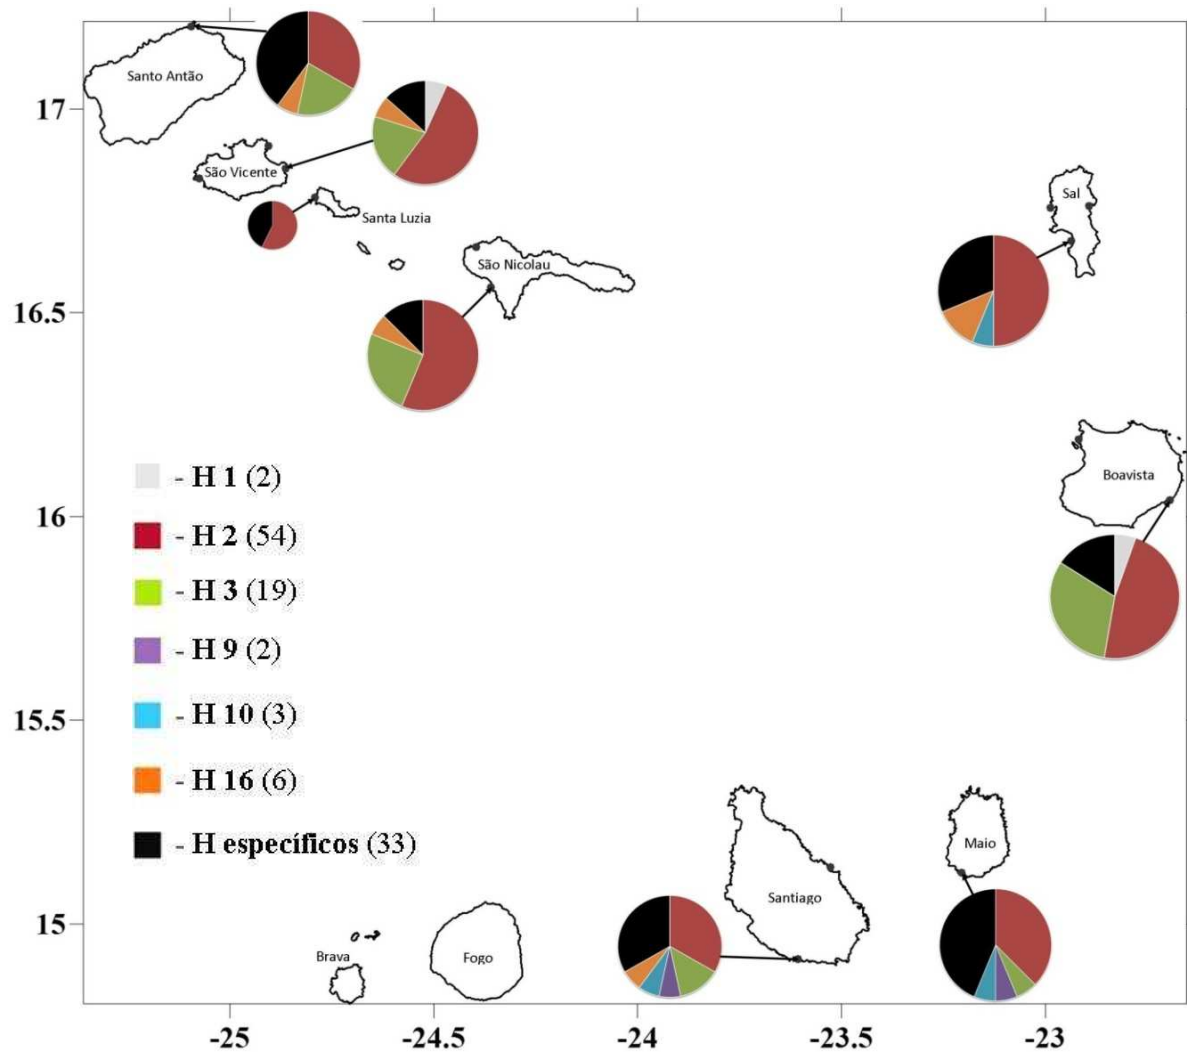 Santo Antão
17
São Vicente
Santa Luzia
Sal
São Nicolau
16.5
Boavista
- H 1 (2)
16
- H 2 (54)
- H 3 (19)
- H 9 (2)
- H 10 (3)
15.5
- H 16 (6)
- H específicos (33)
Maio
Santiago
15
Brava
Fogo
-25
-24.5
-24
-23.5
-23